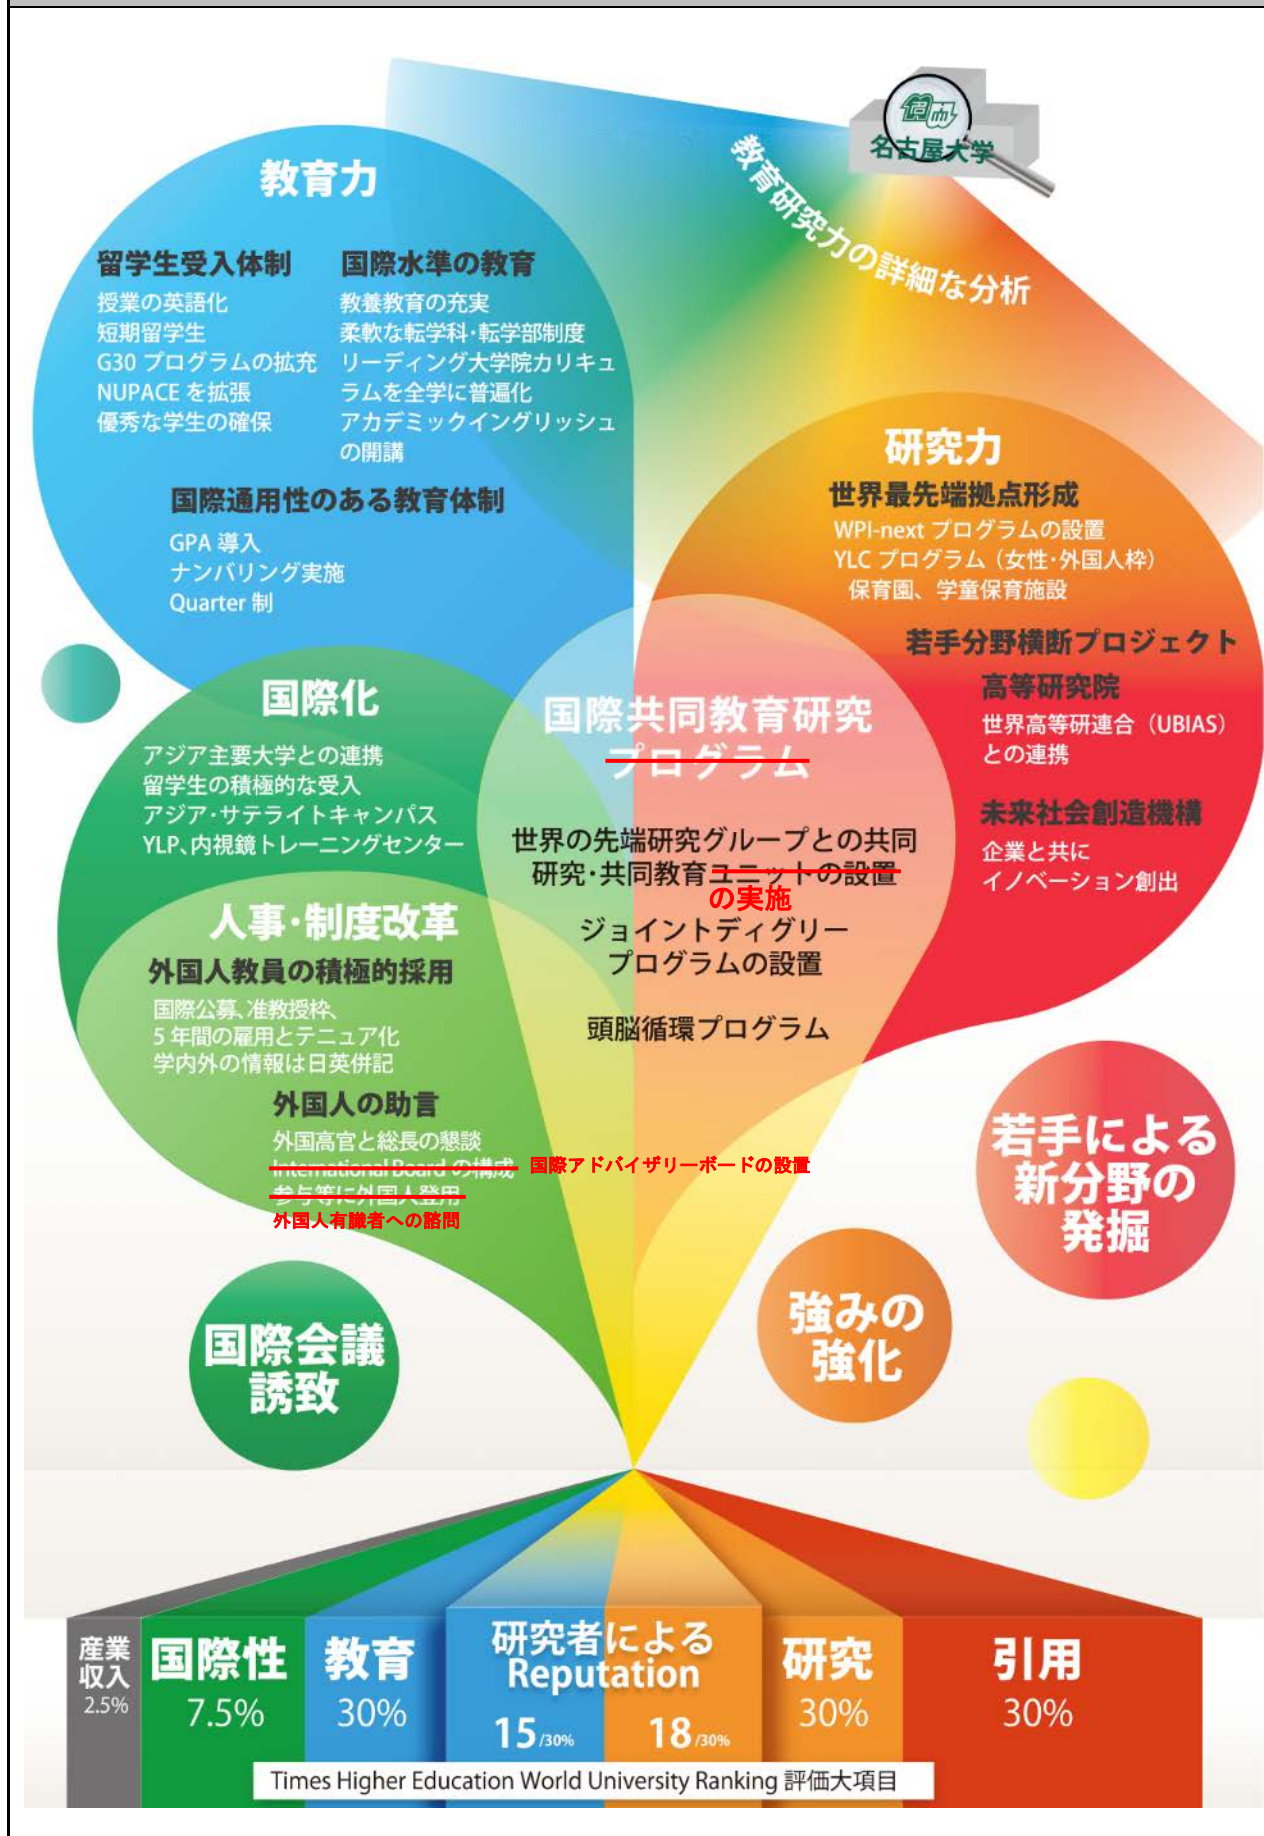 名大
名古屋大学
教育研究力の詳細な分析
教育力
留学生受入体制
授業の英語化
短期留学生
G30 プログラムの拡充
NUPACE を拡張
優秀な学生の確保
国際水準の教育
教養教育の充実
柔軟な転学科・転学部制度
リーディング大学院カリキュ
ラムを全学に普遍化
アカデミックイングリッシュ
の開講
国際通用性のある教育体制
GPA 導入
ナンバリング実施
Quarter 制
研究力
世界最先端拠点形成
WPI-next プログラムの設置
YLC プログラム（女性・外国人枠）
保育園、学童保育施設
若手分野横断プロジェクト
高等研究院
世界高等研連合（UBIAS）
との連携
未来社会創造機構
企業と共に
イノベーション創出
国際化
アジア主要大学との連携
留学生の積極的な受入
アジア・サテライトキャンパス
YLP、内視鏡トレーニングセンター
国際共同教育研究
プログラム
世界の先端研究グループとの共同
研究・共同教育ユニットの設置
の実施
ジョイントディグリー
プログラムの設置
頭脳循環プログラム
人事・制度改革
外国人教員の積極的採用
国際公募、准教授枠、
5 年間の雇用とテニュア化
学内外の情報は日英併記
外国人の助言
外国高官と総長の懇談
International Board の構成 国際アドバイザリーボードの設置
参与等に外国人登用
外国人有識者への諮問
若手による
新分野の
発掘
強みの
強化
国際会議
誘致
産業
収入
2.5%
国際性
7.5%
教育
30%
研究者による
Reputation
15/30%
18/30%
研究
30%
引用
30%
Times Higher Education World University Ranking 評価大項目